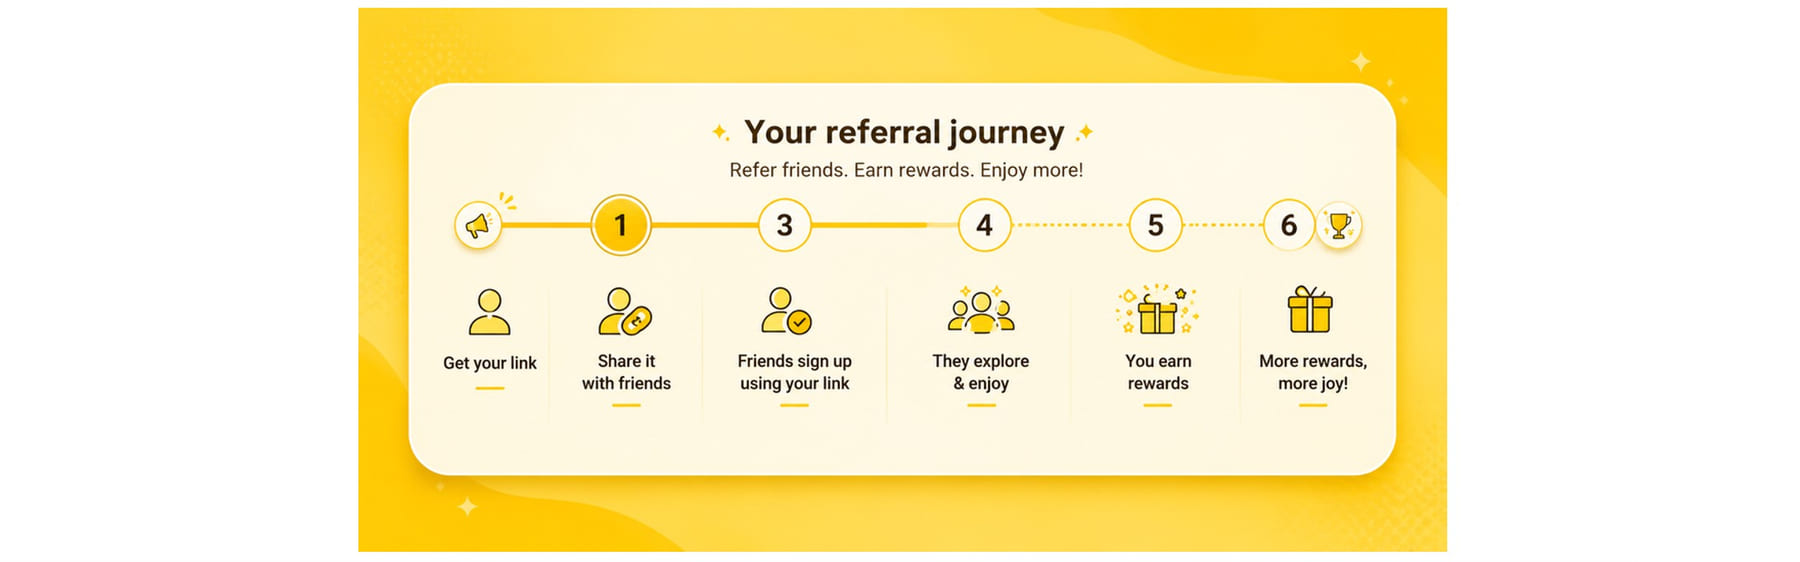 Your referral journey
Refer friends. Earn rewards. Enjoy more!
1
3
4
5
6
Get your link
Share it
with friends
Friends sign up
using your link
They explore
& enjoy
You earn
rewards
More rewards,
more joy!